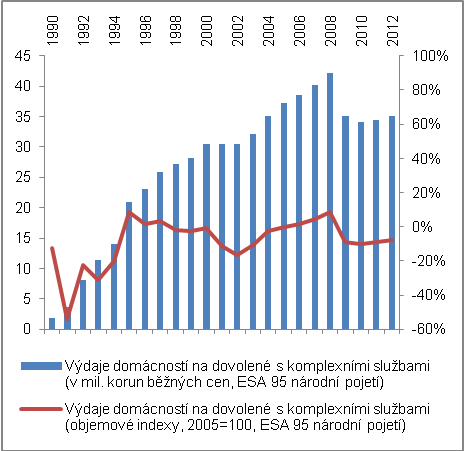 1990 1992 1994 1996 1998 2000 2002 2004 2006 2008 2010 2012
45 100%
40 80%
35 60%
30
25 40%
20 20%
15 0%
10 -20%
5 -40%
0 -60%
Výdaje domácností na dovolené s komplexními službami
(v mil. korun běžných cen, ESA 95 národní pojetí)
Výdaje domácností na dovolené s komplexními službami
(objemové indexy, 2005=100, ESA 95 národní pojetí)